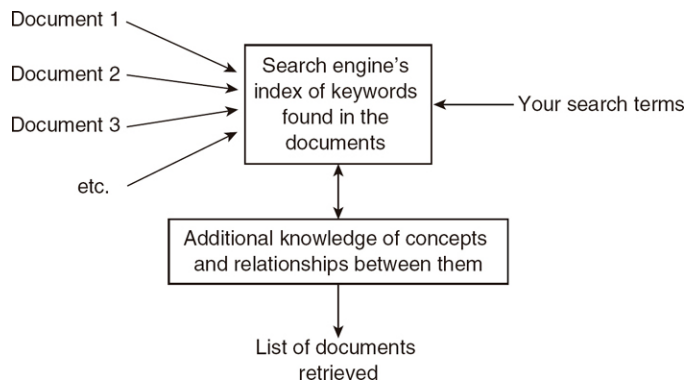 Document 1
Document 2
Document 3
etc.
Search engine's
index of keywords
found in the
documents
Your search terms
Additional knowledge of concepts
and relationships between them
List of documents
retrieved